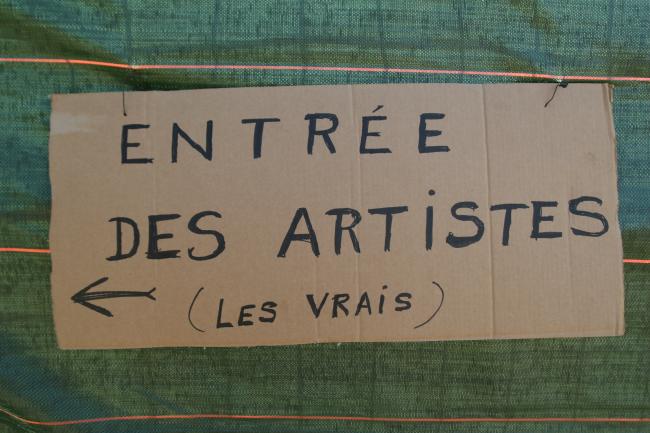 ENTRÉE
DES ARTiSTES
(LES VRAiS)